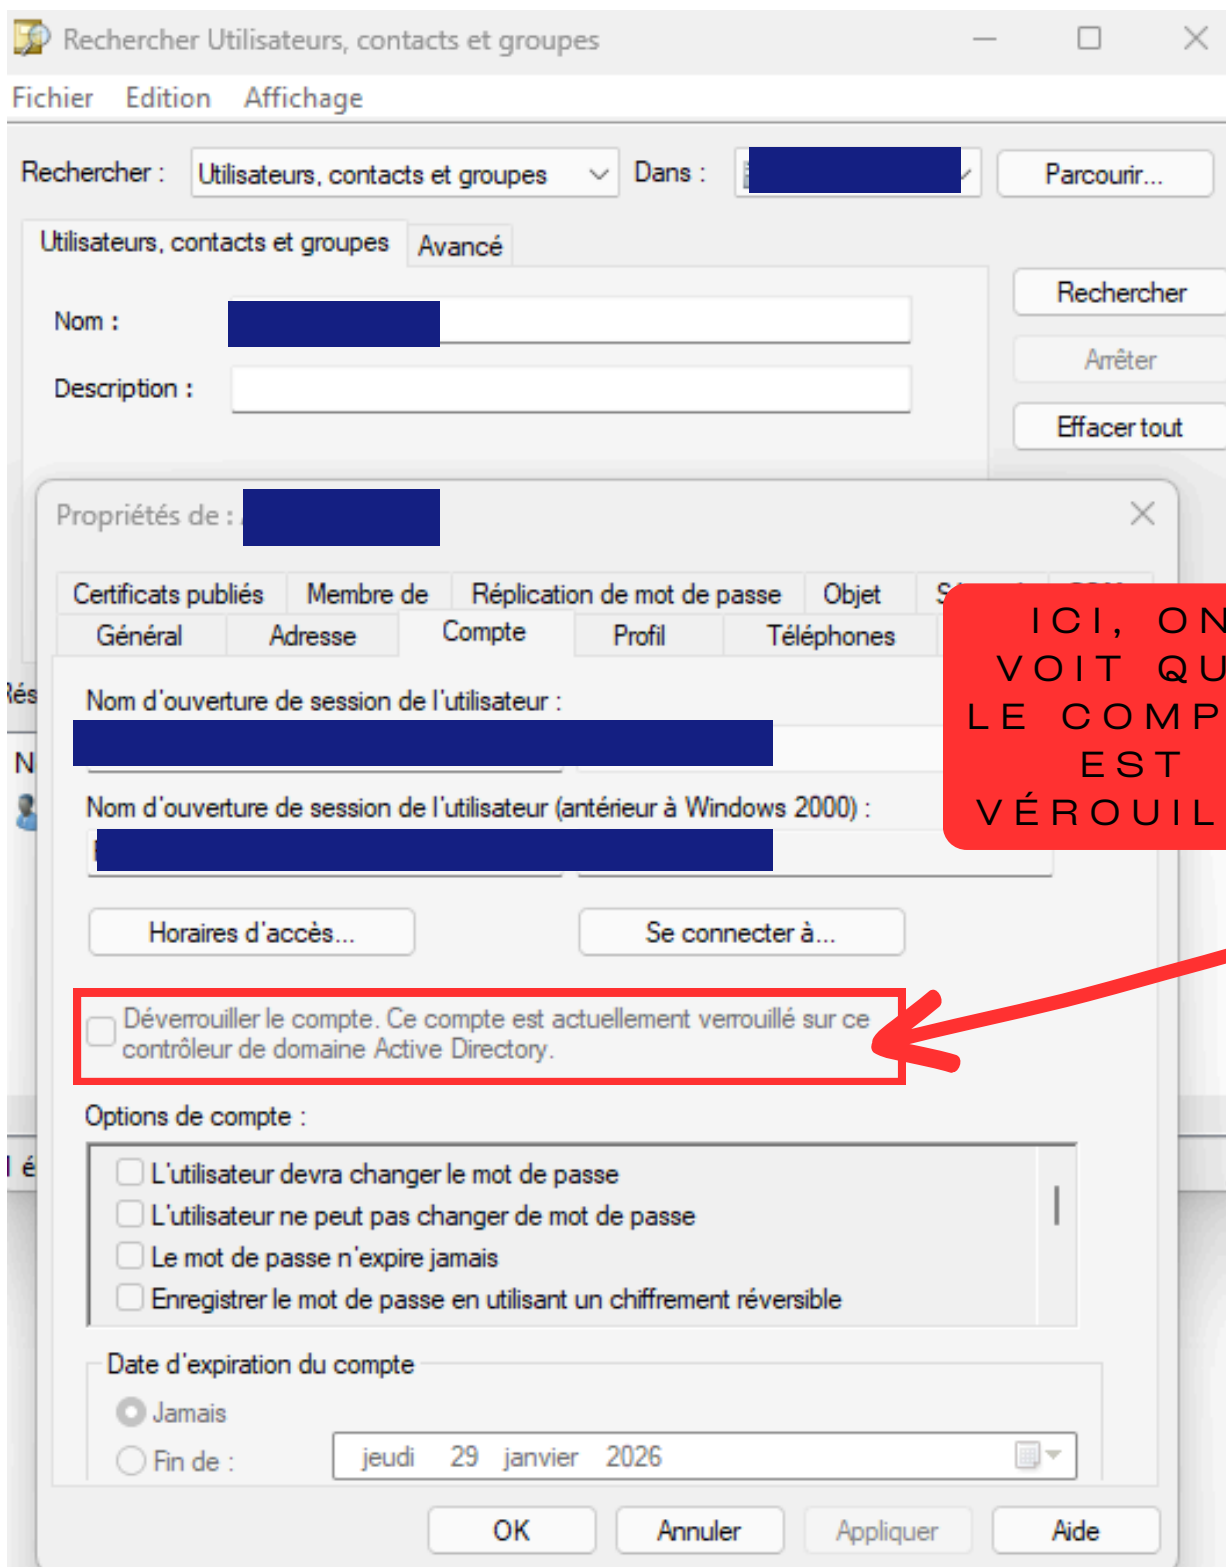 Rechercher Utilisateurs, contacts et groupes
Fichier Edition Affichage
Rechercher : Utilisateurs, contacts et groupes Dans : Parcourir...
Utilisateurs, contacts et groupes Avancé
Rechercher
Nom :
Arrêter
Description :
Effacer tout
Propriétés de :
Certificats publiés Membre de Réplication de mot de passe Objet
Général Adresse Compte Profil Téléphones
ICI, ON
VOIT QU
LE COMP
EST
VÉROUIL
Rés
Nom d'ouverture de session de l'utilisateur :
N
Nom d'ouverture de session de l'utilisateur (antérieur à Windows 2000) :
Horaires d'accès... Se connecter à...
Déverrouiller le compte. Ce compte est actuellement verrouillé sur ce
contrôleur de domaine Active Directory.
Options de compte :
1 é
L'utilisateur devra changer le mot de passe
L'utilisateur ne peut pas changer de mot de passe
Le mot de passe n'expire jamais
Enregistrer le mot de passe en utilisant un chiffrement réversible
Date d'expiration du compte
Jamais
Fin de : jeudi 29 janvier 2026
OK Annuler Appliquer Aide